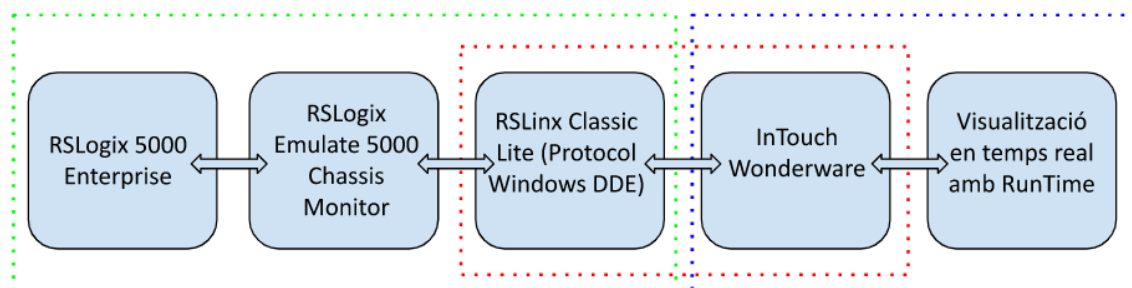 RSLogix 5000
Enterprise
RSLogix
Emulate 5000
Chassis
Monitor
RSLinx Classic
Lite (Protocol
Windows DDE)
InTouch
Wonderware
Visualització
en temps real
amb RunTime